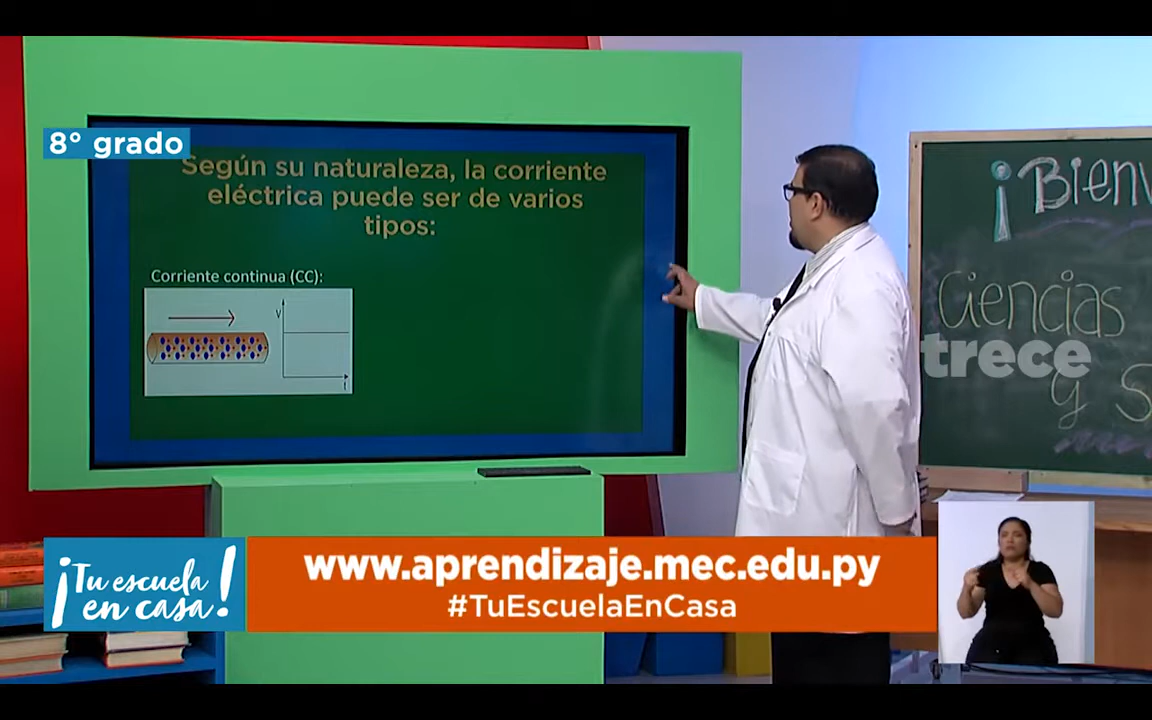 8° grado
Según su naturaleza, la corriente
eléctrica puede ser de varios
tipos:
Corriente continua (CC):
V
t
¡Bienv
Ciencias
y S
trece
¡Tu escuela
en casa!
www.aprendizaje.mec.edu.py
#TuEscuelaEnCasa